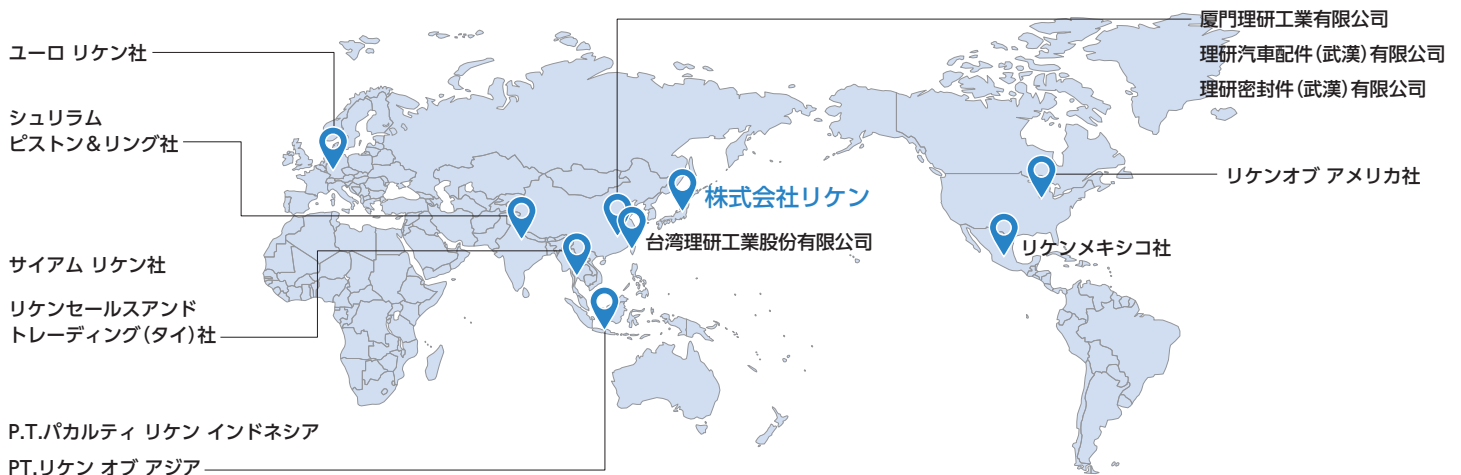 厦門理研工業有限公司
理研汽車配件(武漢)有限公司
理研密封件(武漢)有限公司
ユーロ リケン社
シュリラム
ピストン＆リング社
リケンオブ アメリカ社
株式会社リケン
台湾理研工業股份有限公司
リケンメキシコ社
サイアム リケン社
リケンセールスアンド
トレーディング(タイ)社
P.T.パカルティ リケン インドネシア
PT.リケン オブ アジア